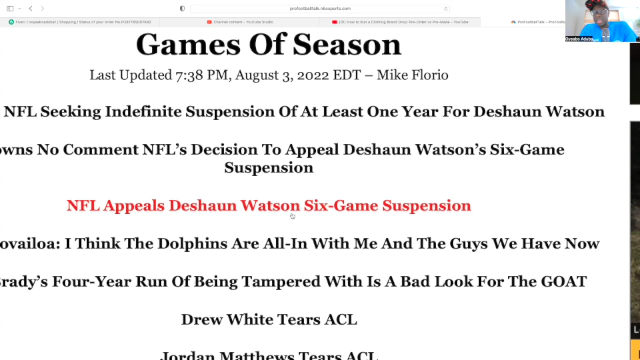 profootballtalk.nbcsports.com
Games Of Season
Last Updated 7:38 PM, August 3, 2022 EDT – Mike Florio
NFL Seeking Indefinite Suspension Of At Least One Year For Deshaun Watson
owns No Comment NFL's Decision To Appeal Deshaun Watson's Six-Game
Suspension
NFL Appeals Deshaun Watson Six-Game Suspension
ovailoa: I Think The Dolphins Are All-In With Me And The Guys We Have Now
rady's Four-Year Run Of Being Tampered With Is A Bad Look For The GOAT
Drew White Tears ACL
Jordan Matthews Tears ACL